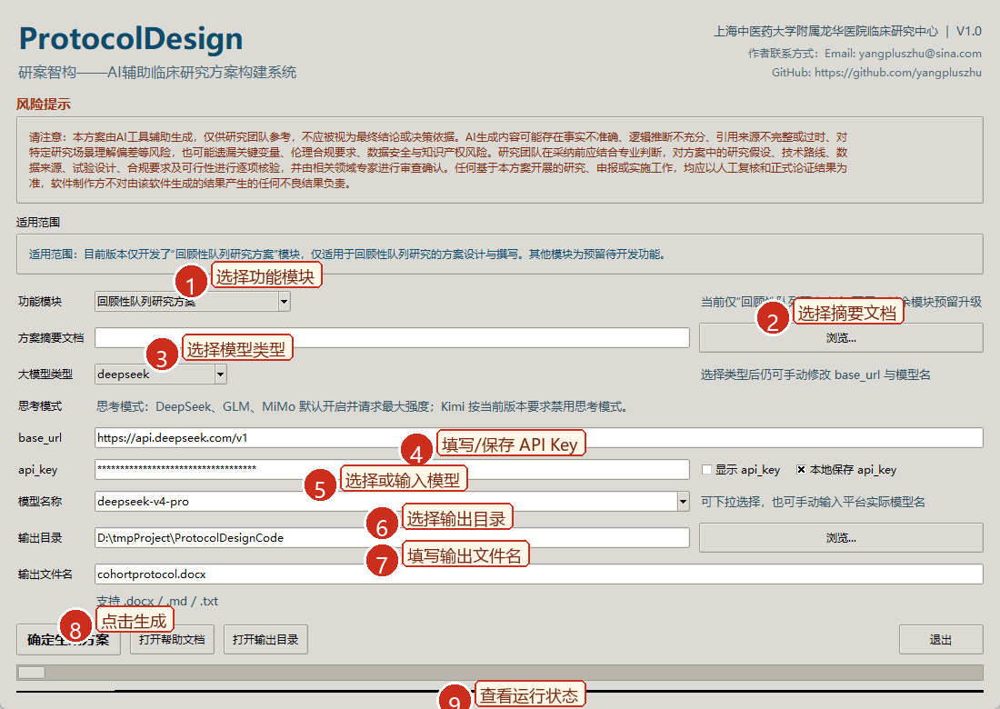 ProtocolDesign
上海中医药大学附属龙华医院临床研究中心 | V1.0
研案智构——AI辅助临床研究方案构建系统
作者联系方式：Email: yangpluszhu@sina.com
GitHub: https://github.com/yangpluszhu
风险提示
请注意：本方案由AI工具辅助生成，仅供研究团队参考，不应被视为最终结论或决策依据。AI生成内容可能存在事实不准确、逻辑推断不充分、引用来源不完整或过时、对
特定研究场景理解偏差等风险，也可能遗漏关键变量、伦理合规要求、数据安全与知识产权风险。研究团队在采纳前应结合专业判断，对方案中的研究假设、技术路线、数
据来源、试验设计、合规要求及可行性进行逐项核验，并由相关领域专家进行审查确认。任何基于本方案开展的研究、申报或实施工作，均应以人工复核和正式论证结果为
准，软件制作方不对由该软件生成的结果产生的任何不良结果负责。
适用范围
适用范围：目前版本仅开发了“回顾性队列研究方案”模块，仅适用于回顾性队列研究的方案设计与撰写。其他模块为预留待开发功能。
1 选择功能模块
功能模块 回顾性队列研究方案 当前仅“回顾性队列 余模块预留升级
2 选择摘要文档
方案摘要文档 浏览...
3 选择模型类型
大模型类型 deepseek 选择类型后仍可手动修改 base_url 与模型名
思考模式 思考模式：DeepSeek、GLM、MiMo 默认开启并请求最大强度；Kimi 按当前版本要求禁用思考模式。
base_url https://api.deepseek.com/v1
4 填写/保存 API Key
api_key *********************************** 显示 api_key 本地保存 api_key
5 选择或输入模型
模型名称 deepseek-v4-pro 可下拉选择，也可手动输入平台实际模型名
6 选择输出目录
输出目录 D:\tmpProject\ProtocolDesignCode 浏览...
7 填写输出文件名
输出文件名 cohortprotocol.docx
支持 .docx / .md / .txt
8 点击生成
确定生 方案 打开帮助文档 打开输出目录 退出
9 查看运行状态